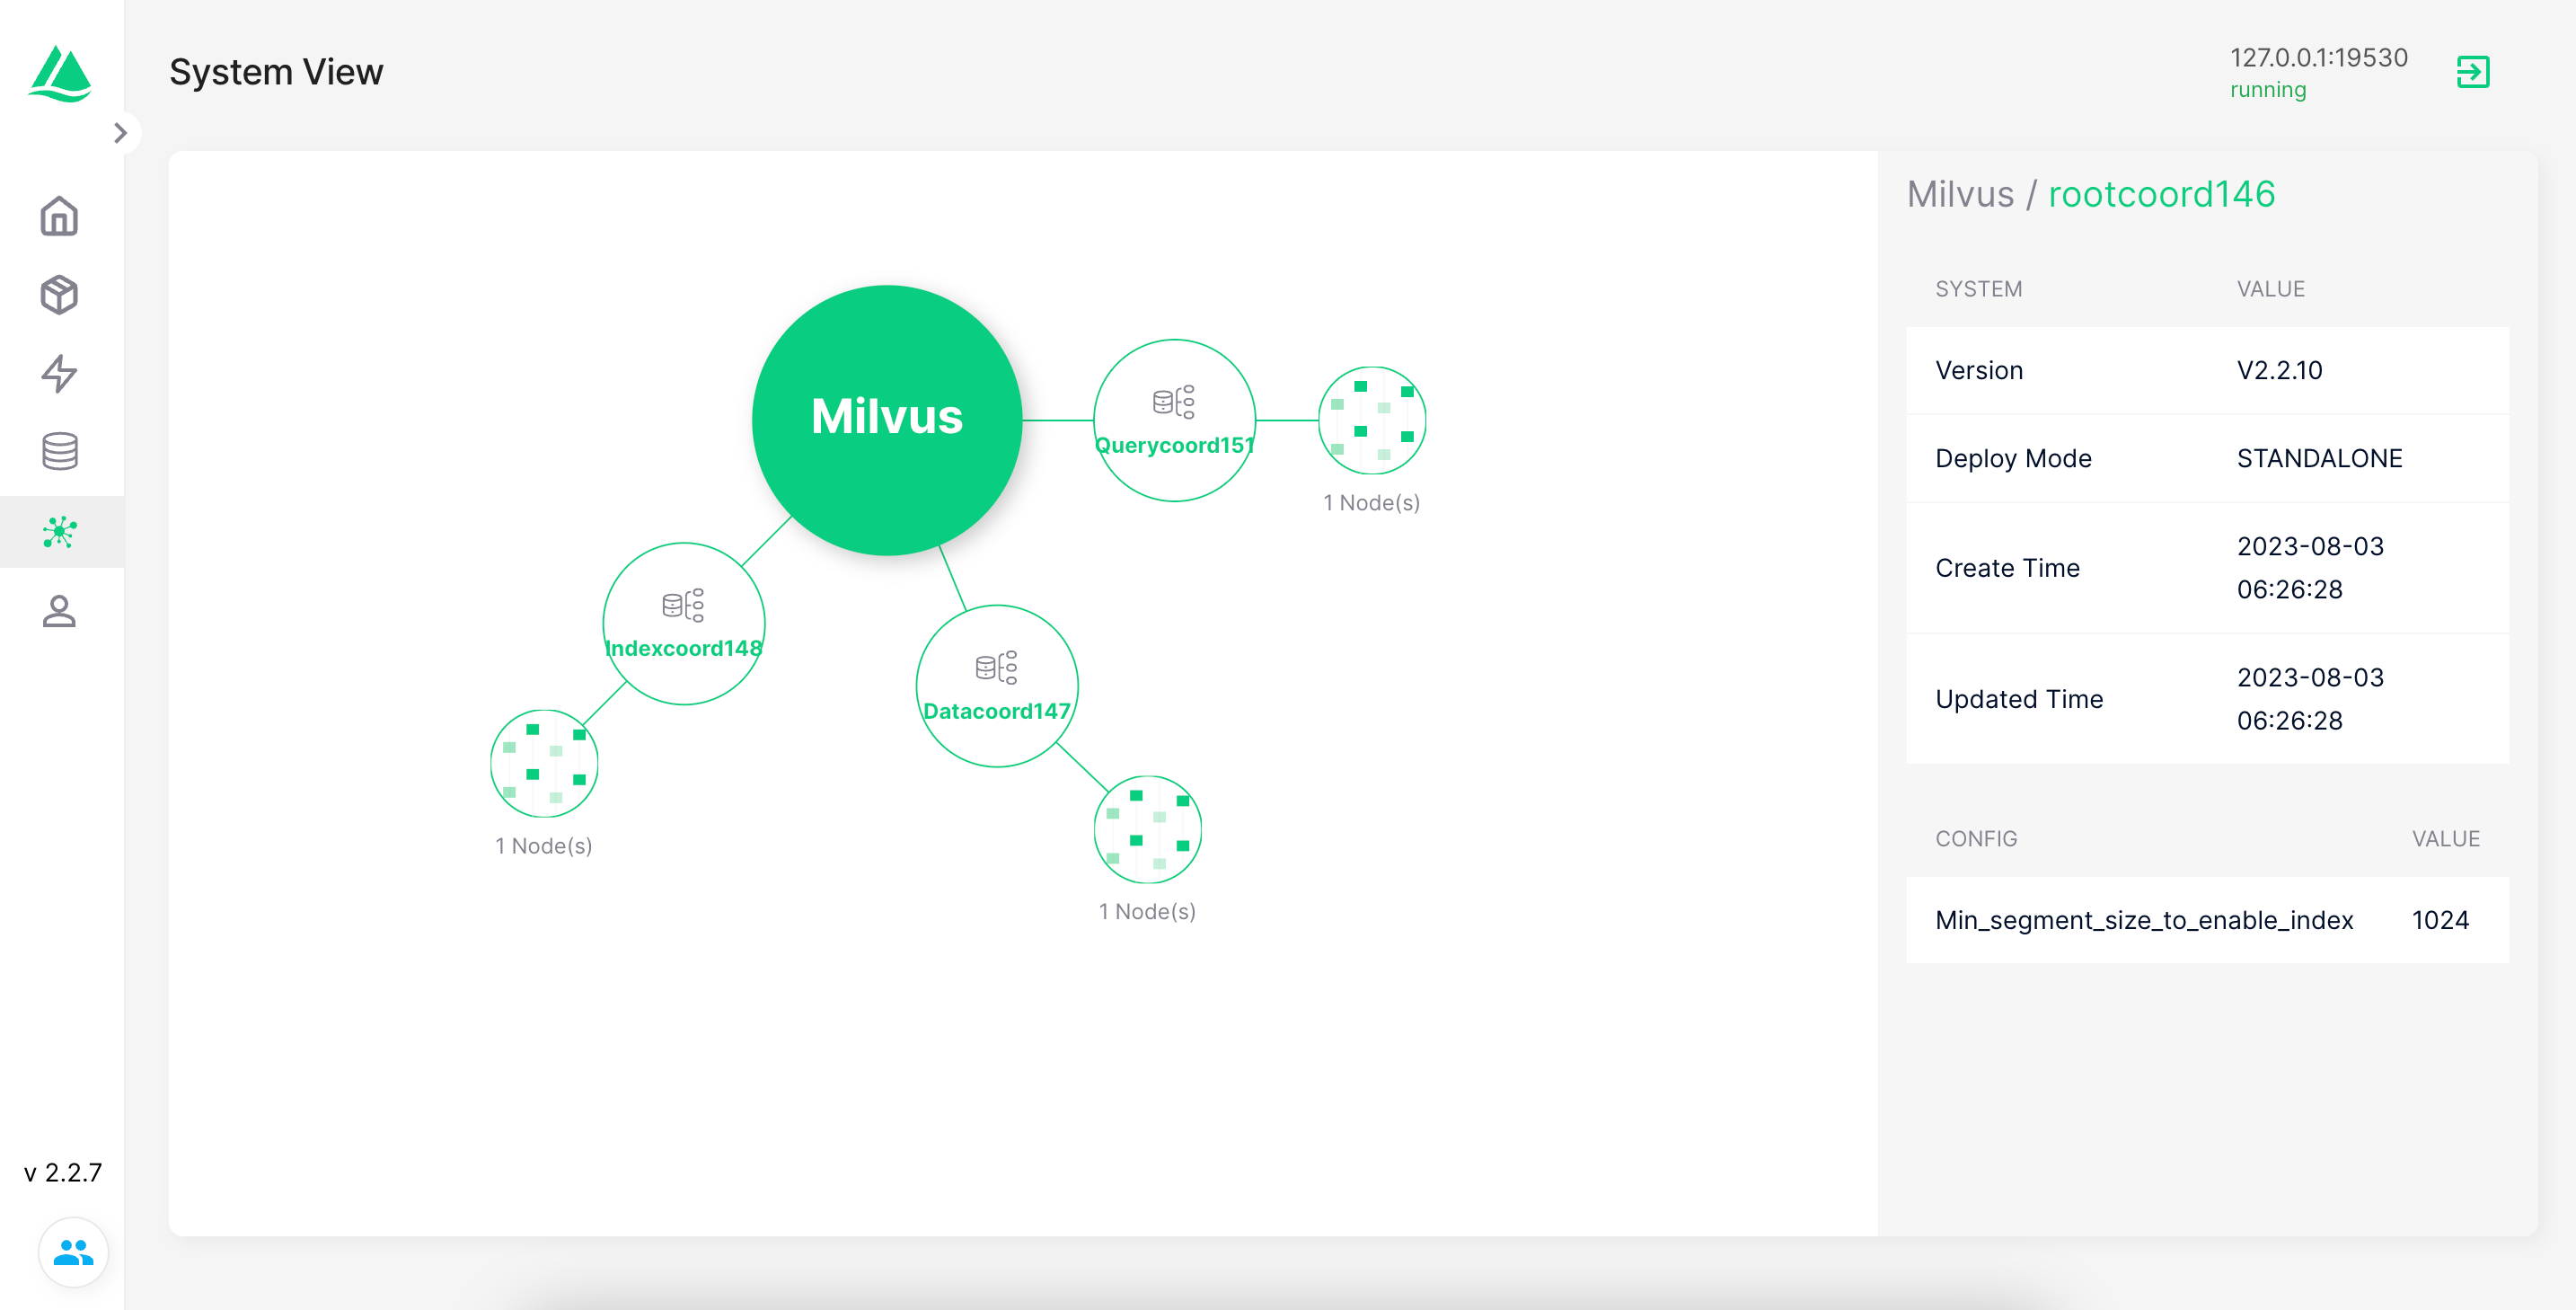 System View
127.0.0.1:19530
running
Milvus
Querycoord151
1 Node(s)
Indexcoord148
1 Node(s)
Datacoord147
1 Node(s)
Milvus / rootcoord146
SYSTEM VALUE
Version V2.2.10
Deploy Mode STANDALONE
Create Time 2023-08-03
06:26:28
Updated Time 2023-08-03
06:26:28
CONFIG VALUE
Min_segment_size_to_enable_index 1024
v 2.2.7